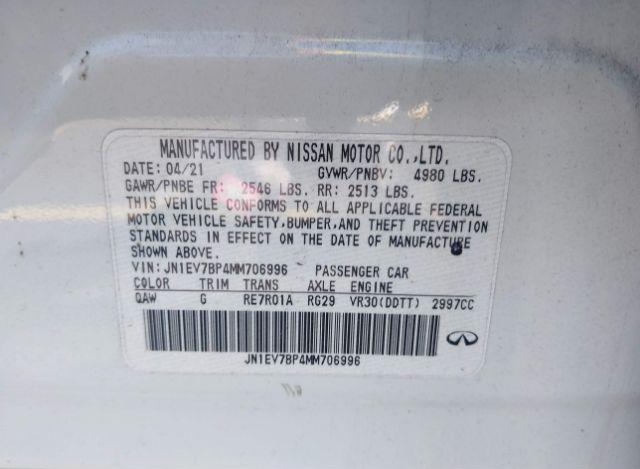 MANUFACTURED BY NISSAN MOTOR CO.,LTD.
DATE: 04/21 GVWR/PNBV: 4980 LBS.
GAWR/PNBE FR: 2546 LBS. RR: 2513 LBS.
THIS VEHICLE CONFORMS TO ALL APPLICABLE FEDERAL
MOTOR VEHICLE SAFETY,BUMPER,AND THEFT PREVENTION
STANDARDS IN EFFECT ON THE DATE OF MANUFACTURE
SHOWN ABOVE.
VIN: JN1EV7BP4MM706996 PASSENGER CAR
COLOR TRIM TRANS AXLE ENGINE
QAW G RE7R01A RG29 VR30(DDTT) 2997CC
JN1EV7BP4MM706996